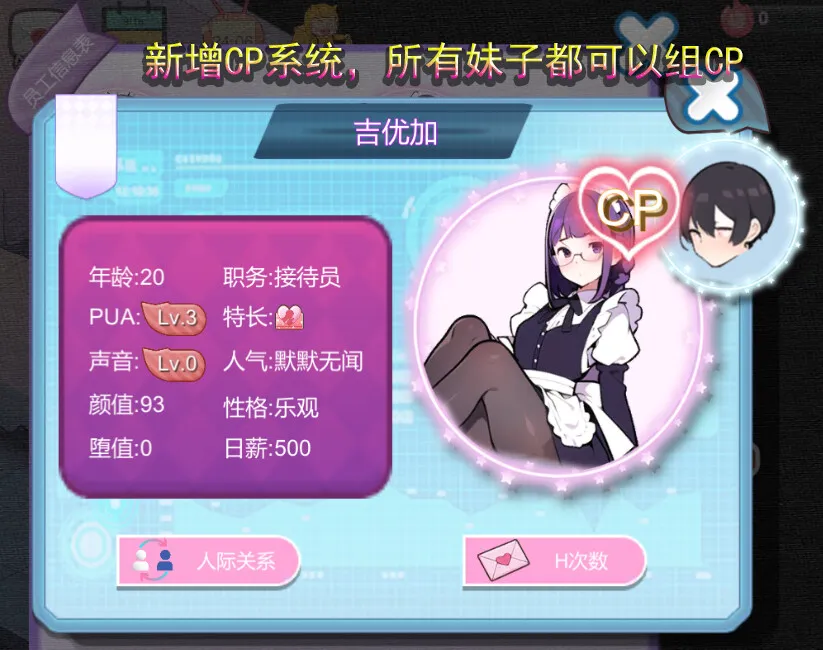 新增CP系统，所有妹子都可以组CP
员工信息表
0
吉优加
CP
年龄:20 职务:接待员
PUA: Lv.3 特长:
声音: Lv.0 人气:默默无闻
颜值:93 性格:乐观
堕值:0 日薪:500
人际关系
H次数